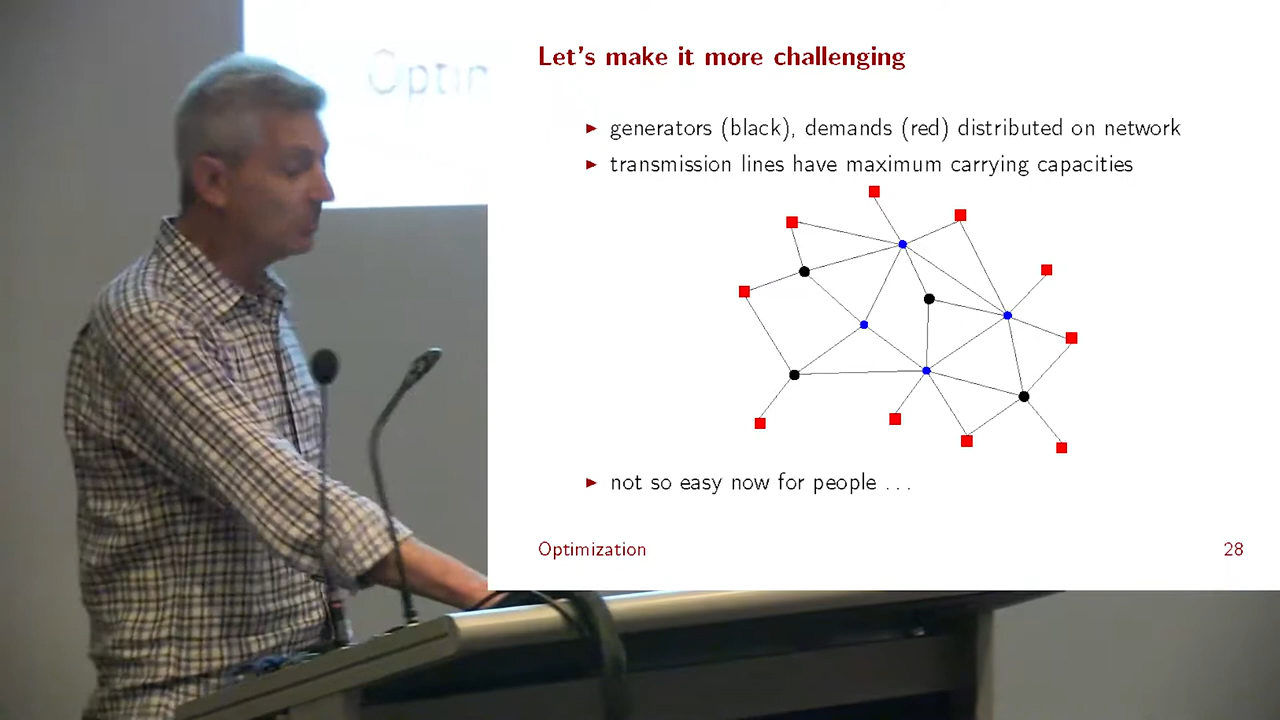 Let's make it more challenging
generators (black), demands (red) distributed on network
transmission lines have maximum carrying capacities
not so easy now for people ...
Optimization
28